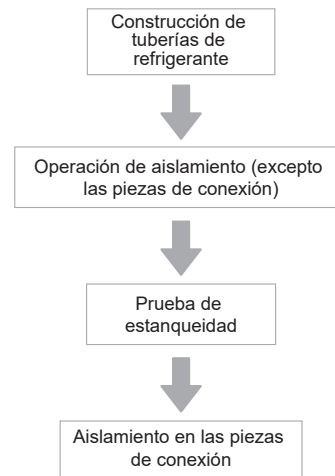 Construcción de
tuberías de
refrigerante
Operación de aislamiento (excepto
las piezas de conexión)
Prueba de
estanqueidad
Aislamiento en las piezas
de conexión